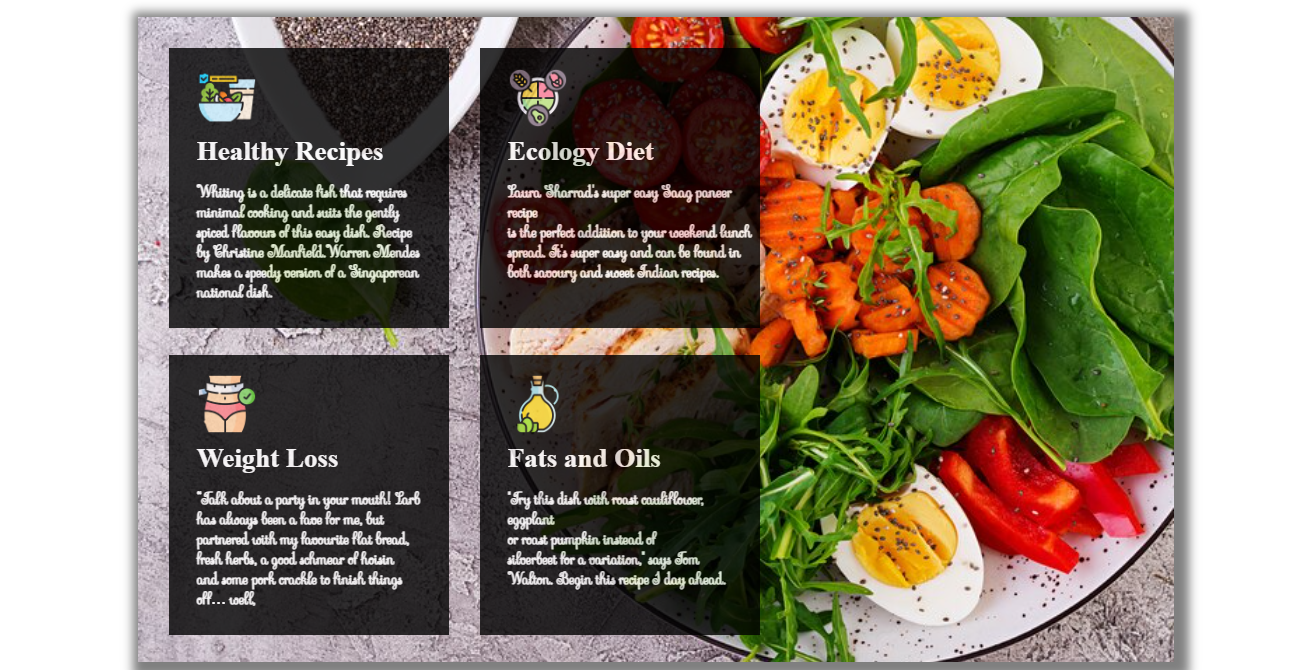 Healthy Recipes
Whiting is a delicate fish that requires
minimal cooking and suits the gently
spiced flavours of this easy dish. Recipe
by Christine Manfield.Warren Mendes
makes a speedy version of a Singaporean
national dish.
Ecology Diet
Laura Sharrad's super easy Saag paneer
recipe
is the perfect addition to your weekend lunch
spread. It's super easy and can be found in
both savoury and sweet Indian recipes.
Weight Loss
"Talk about a party in your mouth! Larb
has always been a fave for me, but
partnered with my favourite flat bread,
fresh herbs, a good schmear of hoisin
and some pork crackle to finish things
off… well,
Fats and Oils
"Try this dish with roast cauliflower,
eggplant
or roast pumpkin instead of
silverbeet for a variation," says Tom
Walton. Begin this recipe 1 day ahead.